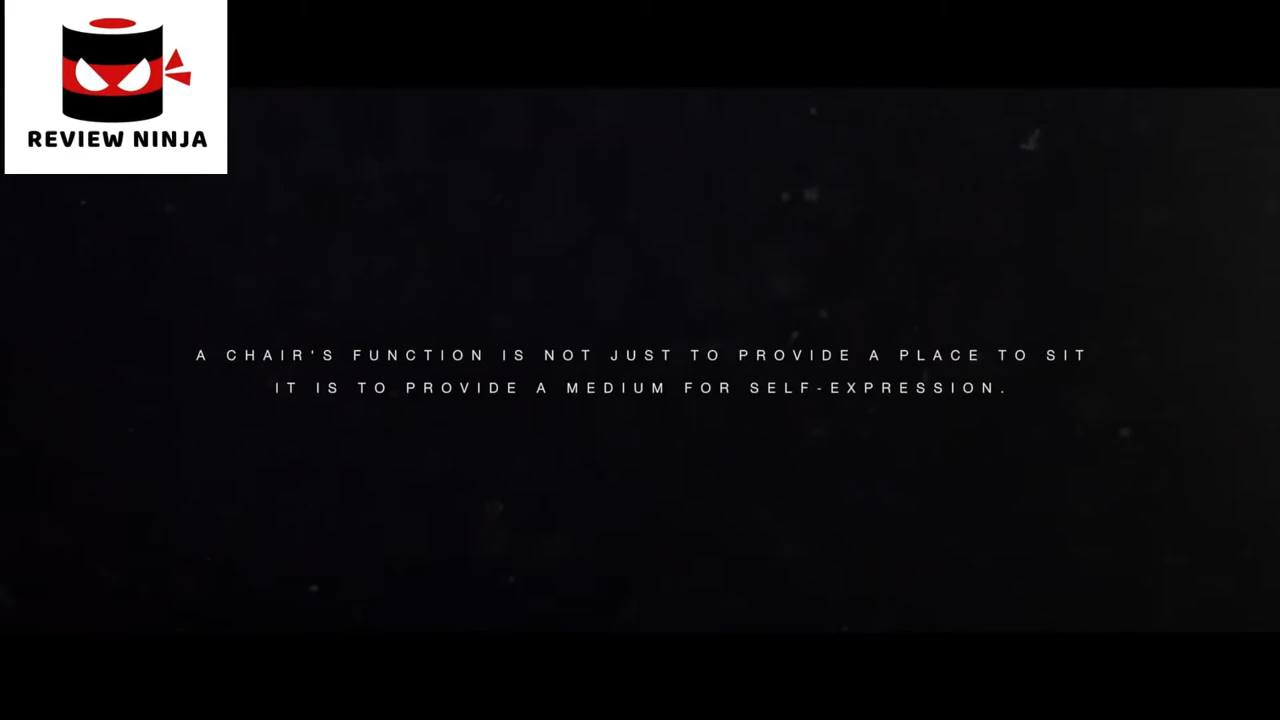 REVIEW NINJA
A CHAIR'S FUNCTION IS NOT JUST TO PROVIDE A PLACE TO SIT
IT IS TO PROVIDE A MEDIUM FOR SELF-EXPRESSION.